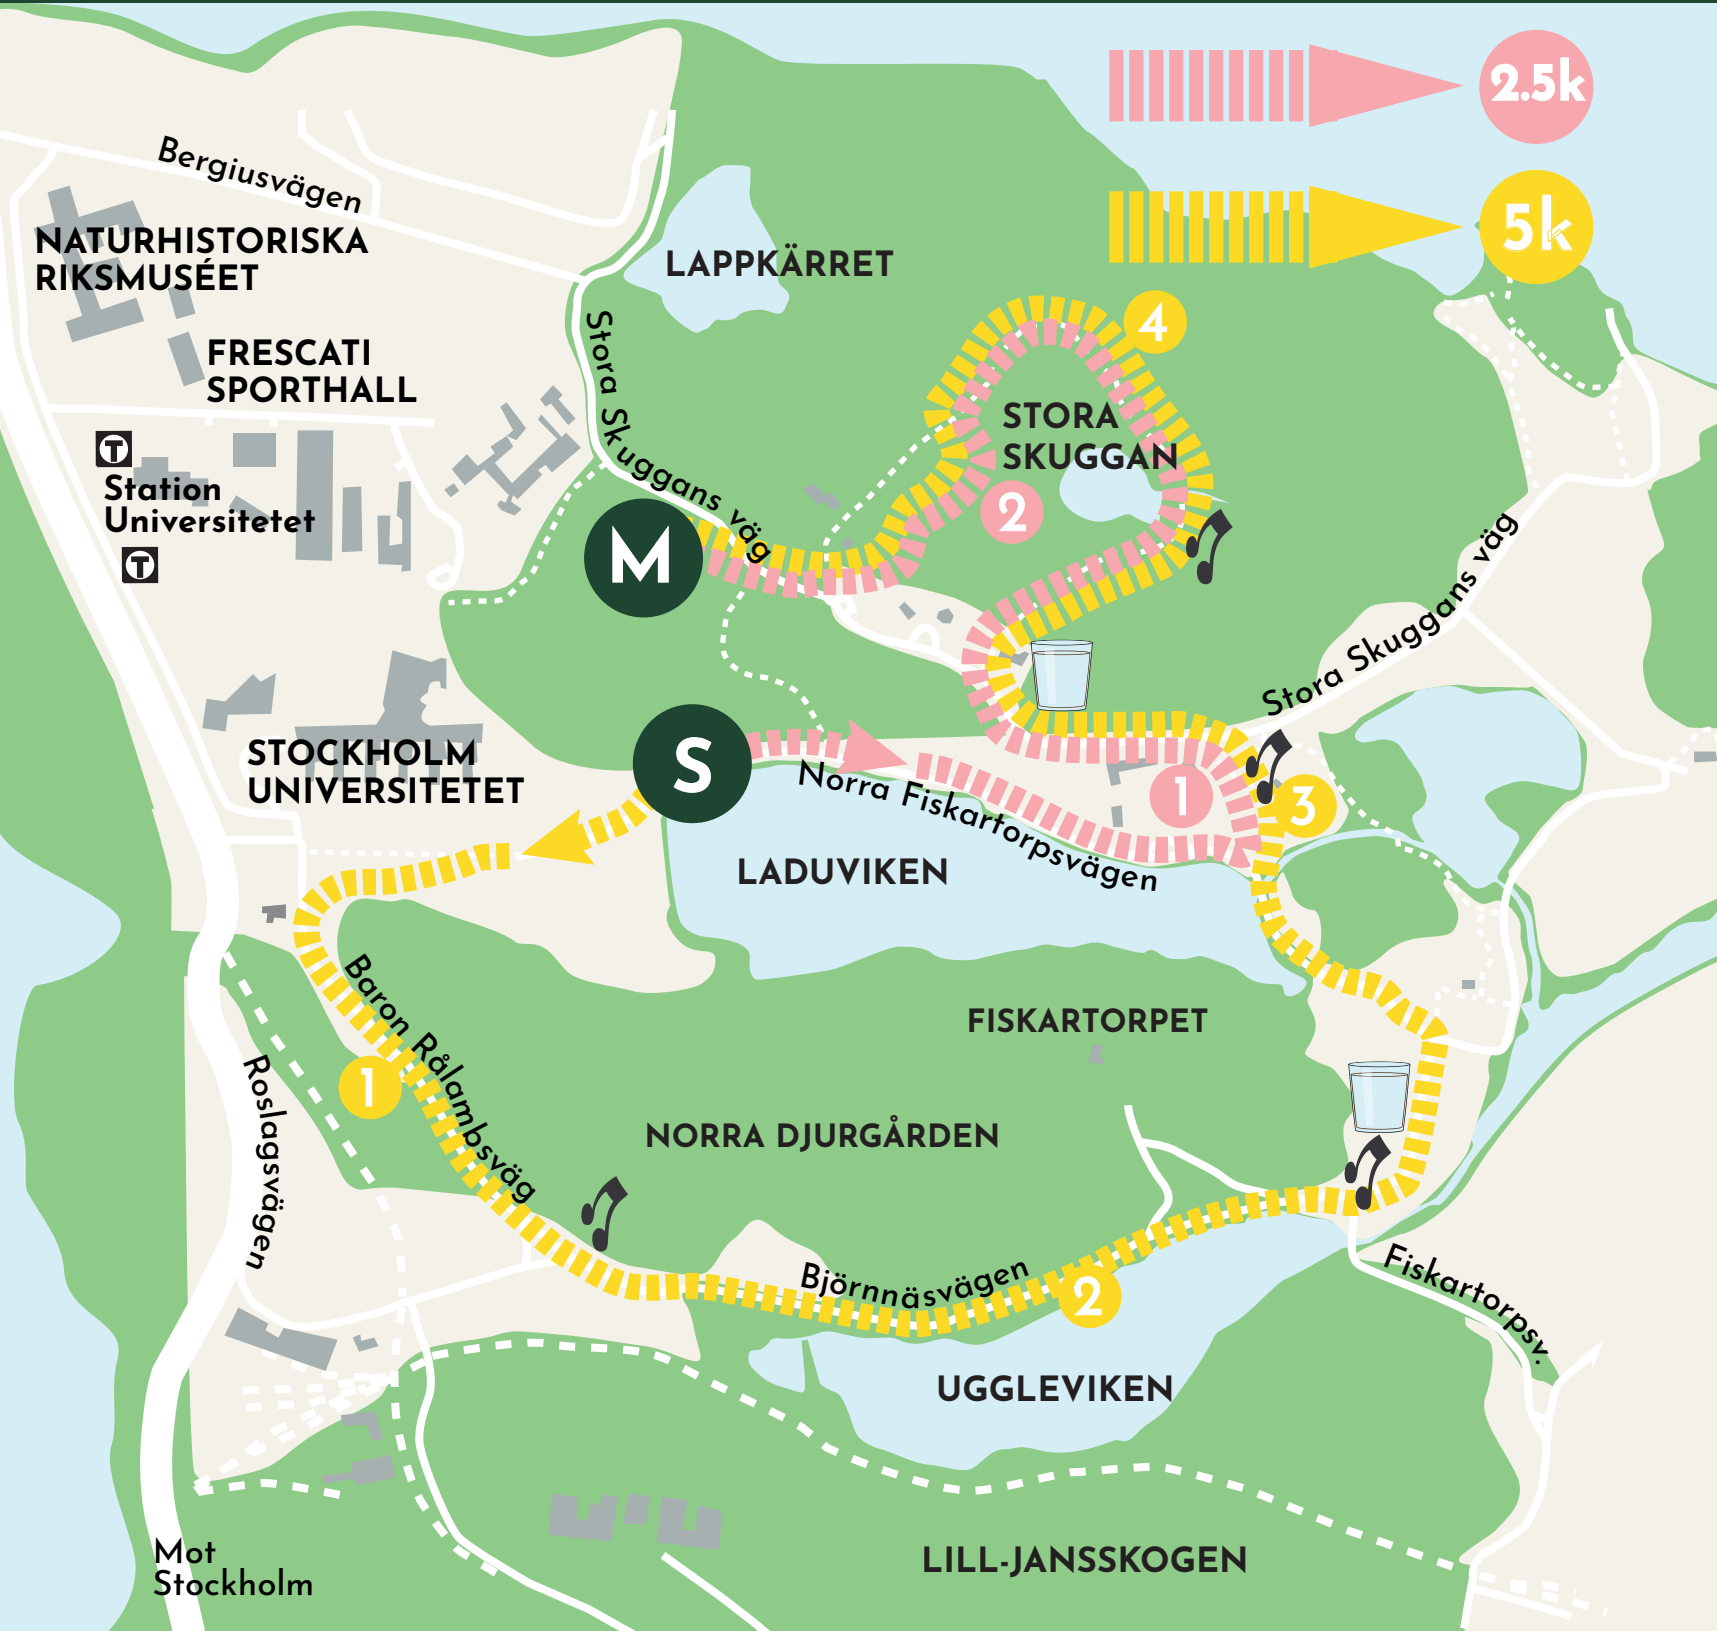 2.5k
5k
Bergiusvägen
NATURHISTORISKA
RIKSMUSÉET
LAPPKÄRRET
FRESCATI
SPORTHALL
Stora Skuggans väg
4
STORA
SKUGGAN
2
T
Station
Universitetet
T
M
Stora Skuggans väg
STOCKHOLM
UNIVERSITETET
S
Norra Fiskartorpsvägen
1
3
LADUVIKEN
Baron Rålambsväg
FISKARTORPET
1
Roslagsvägen
NORRA DJURGÅRDEN
Björnnäsvägen
2
Fiskartorpsv.
UGGLEVIKEN
LILL-JANSSKOGEN
Mot
Stockholm